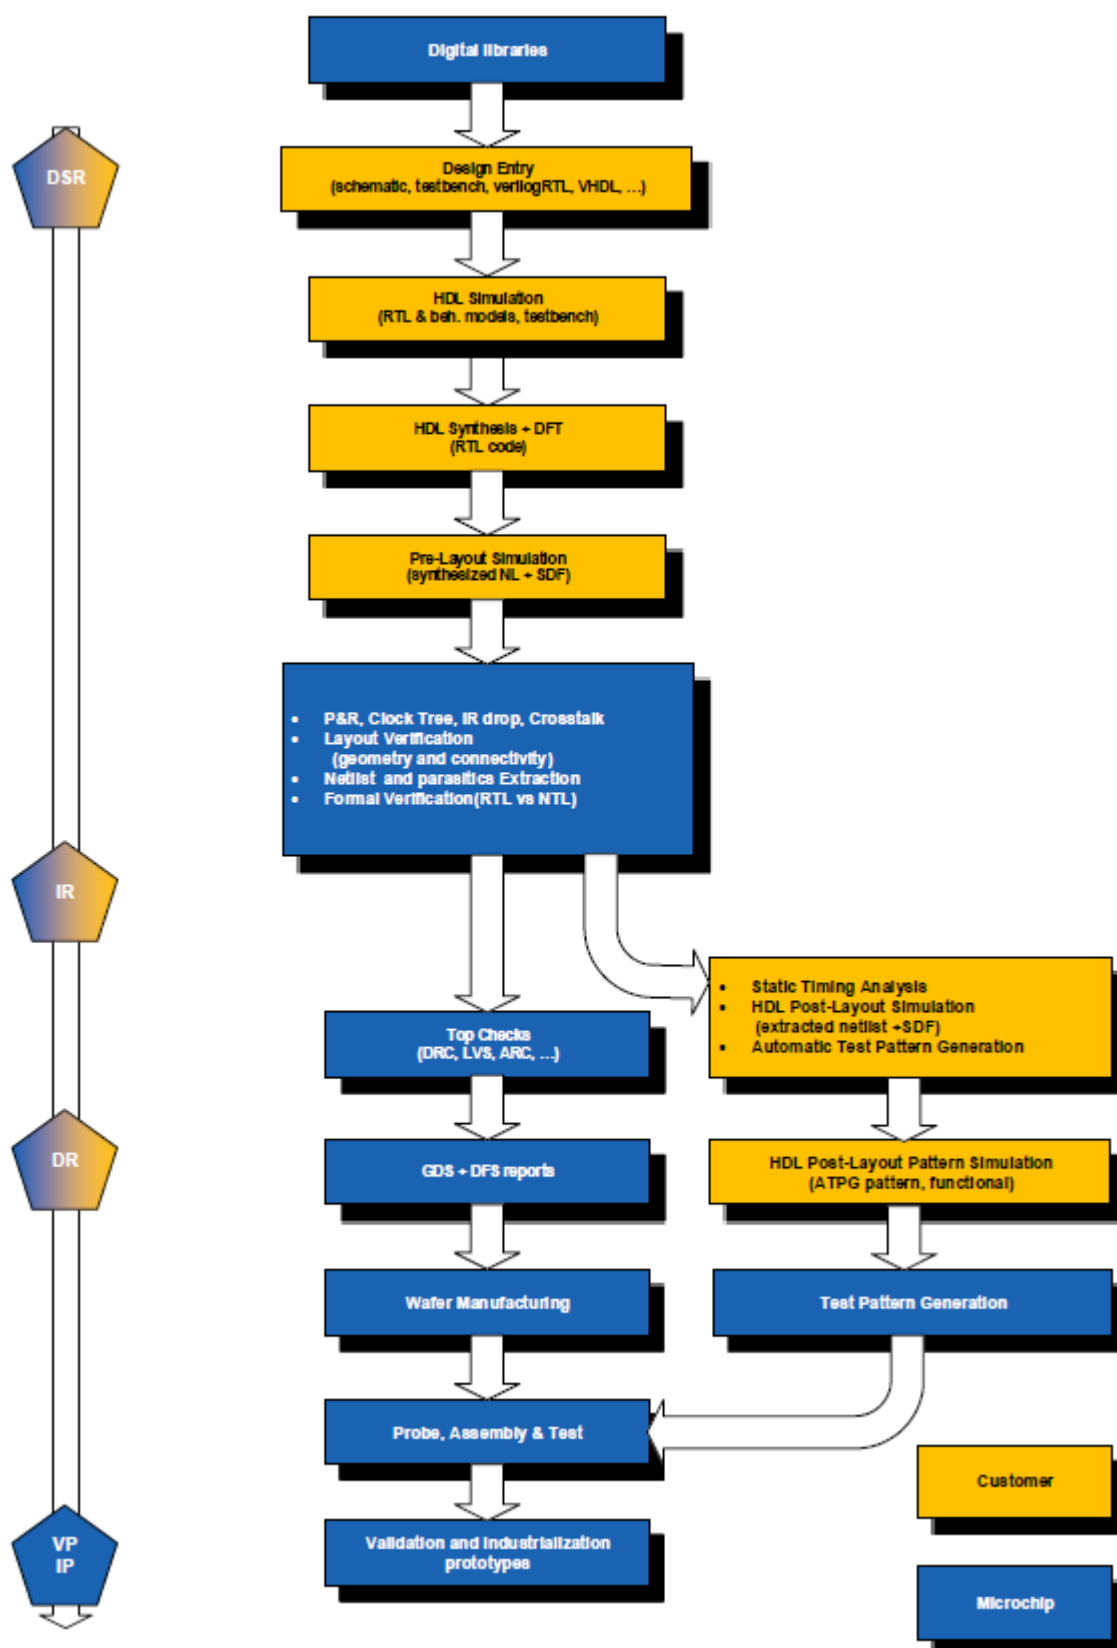 Digital libraries
DSR
Design Entry
(schematic, testbench, verilogRTL, VHDL, ...)
HDL Simulation
(RTL & beh. models, testbench)
HDL Synthesis + DFT
(RTL code)
Pre-Layout Simulation
(synthesized NL + SDF)
• P&R, Clock Tree, IR drop, Crosstalk
• Layout Verification
(geometry and connectivity)
• Netlist and parasitics Extraction
• Formal Verification(RTL vs NTL)
IR
• Static Timing Analysis
• HDL Post-Layout Simulation
(extracted netlist +SDF)
• Automatic Test Pattern Generation
Top Checks
(DRC, LVS, ARC, ...)
DR
GDS + DFS reports
HDL Post-Layout Pattern Simulation
(ATPG pattern, functional)
Wafer Manufacturing
Test Pattern Generation
Probe, Assembly & Test
Customer
VP
IP
Validation and Industrialization
prototypes
Microchip